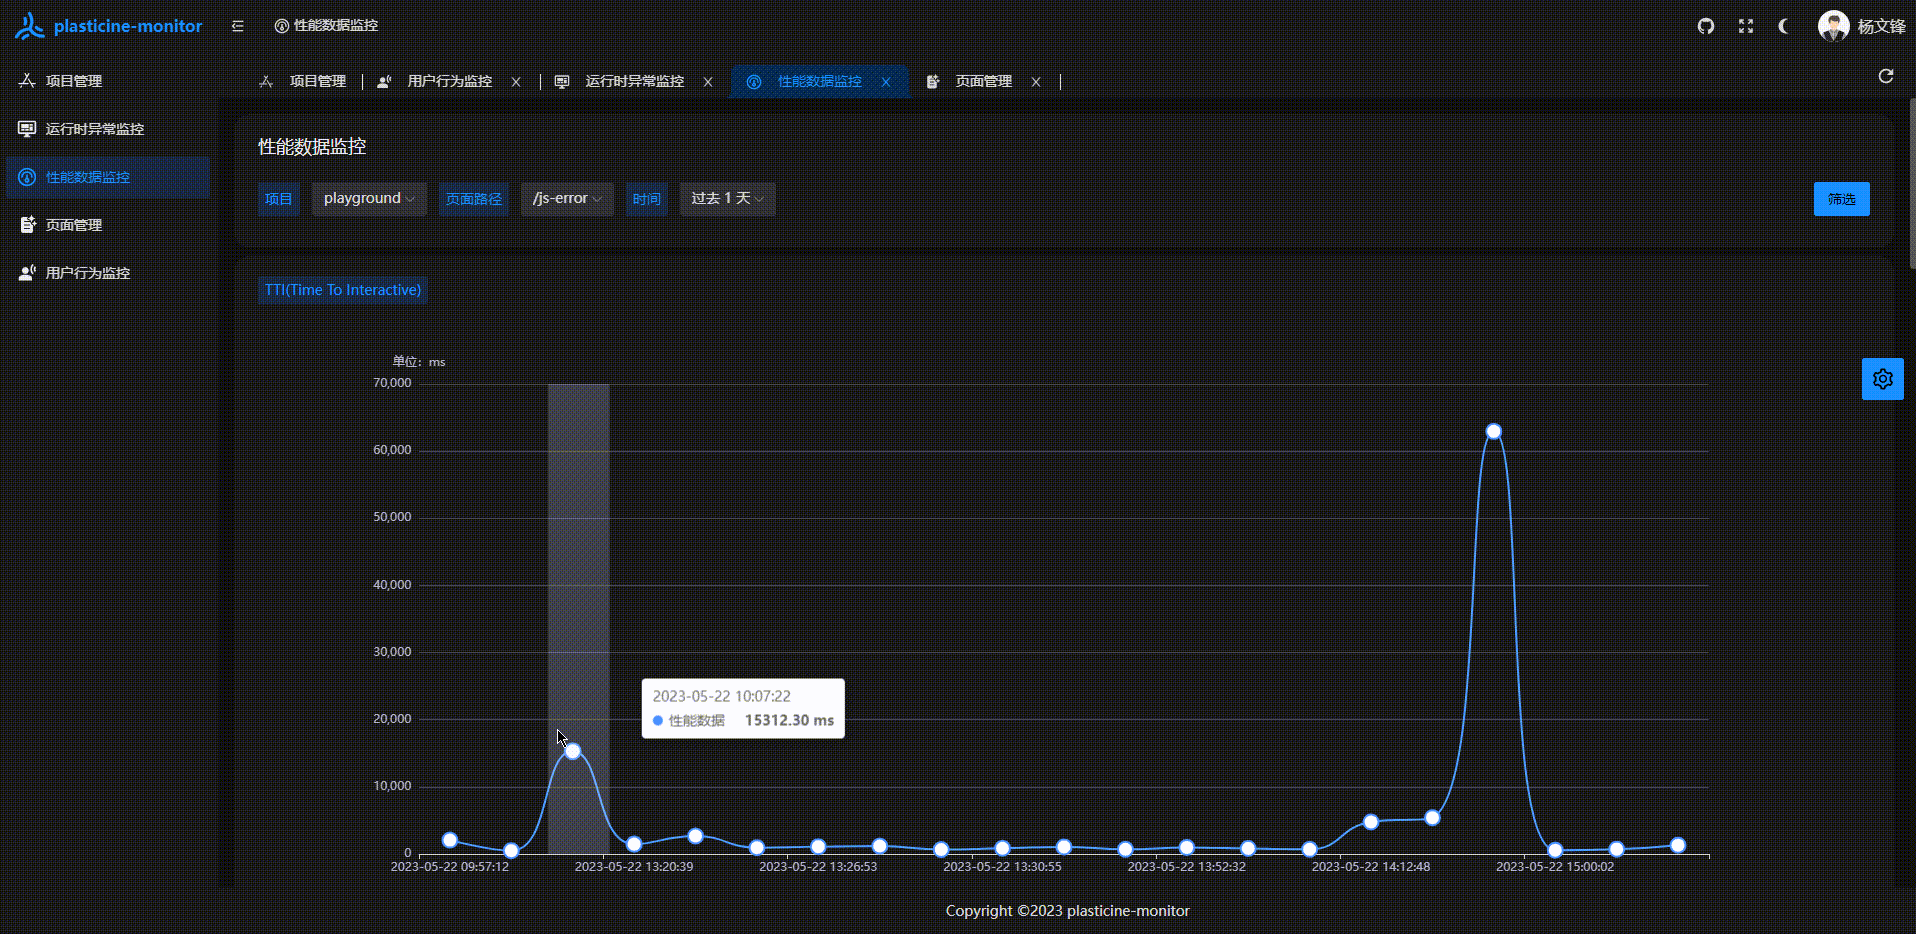 plasticine-monitor
性能数据监控
杨文锋
项目管理
运行时异常监控
性能数据监控
页面管理
用户行为监控
项目管理
用户行为监控
运行时异常监控
性能数据监控
页面管理
性能数据监控
项目 playground 页面路径 /js-error 时间 过去 1 天 筛选
TTI(Time To Interactive)
单位：ms
70,000
60,000
50,000
40,000
30,000
20,000
10,000
0
2023-05-22 10:07:22
性能数据 15312.30 ms
2023-05-22 09:57:12 2023-05-22 13:20:39 2023-05-22 13:26:53 2023-05-22 13:30:55 2023-05-22 13:52:32 2023-05-22 14:12:48 2023-05-22 15:00:02
Copyright ©2023 plasticine-monitor